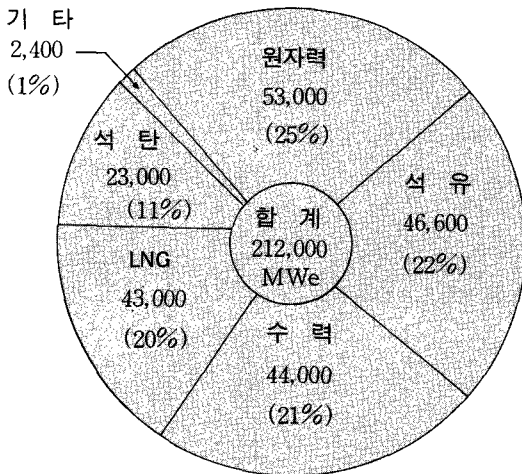 기 타
2,400
(1%)
원자력
53,000
(25%)
석 유
46,600
(22%)
수 력
44,000
(21%)
LNG
43,000
(20%)
석 탄
23,000
(11%)
합 계
212,000
MWe